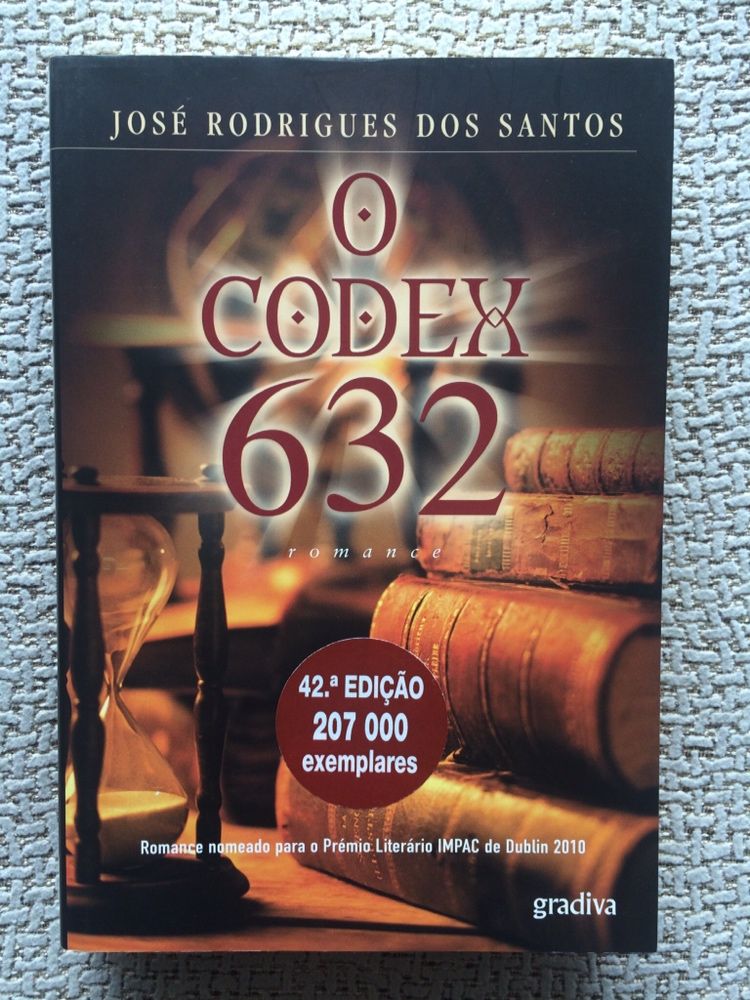 JOSÉ RODRIGUES DOS SANTOS
O
CODEX
632
romance
42.ª EDIÇÃO
207 000
exemplares
Romance nomeado para o Prémio Literário IMPAC de Dublin 2010
gradiva